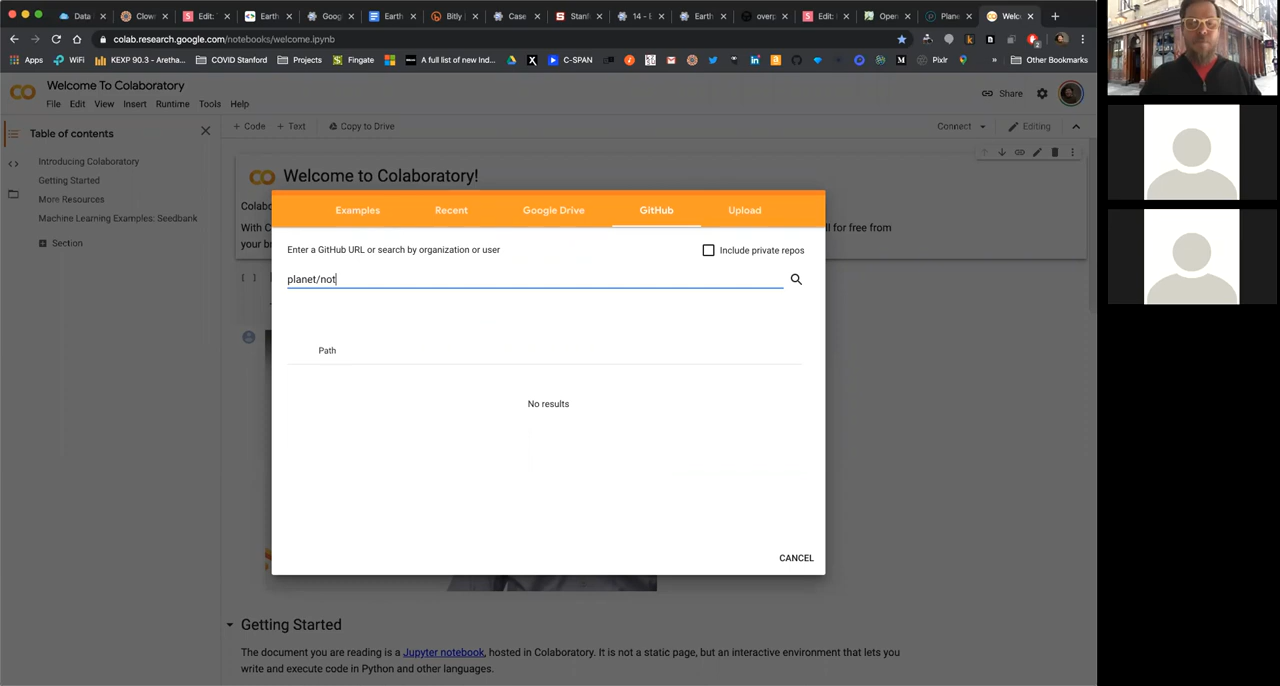 Data
Clow
Edit:
Earth
Goog
Earth
Bitly
Case
Stanf
14 - L
Earth
overp
Edit:
Open
Plane
Welco
colab.research.google.com/notebooks/welcome.ipynb
Apps WiFi KEXP 90.3 - Aretha... COVID Stanford Projects Fingate A full list of new Ind... C-SPAN Pixlr » Other Bookmarks
Welcome To Colaboratory
File Edit View Insert Runtime Tools Help
Share
Table of contents
+ Code + Text Copy to Drive
Connect Editing
Introducing Colaboratory
Getting Started
More Resources
Machine Learning Examples: Seedbank
Section
Welcome to Colaboratory!
Colab
With C
ll for free from
your b
Examples Recent Google Drive GitHub Upload
Enter a GitHub URL or search by organization or user
Include private repos
planet/not
Path
No results
CANCEL
Getting Started
The document you are reading is a Jupyter notebook, hosted in Colaboratory. It is not a static page, but an interactive environment that lets you
write and execute code in Python and other languages.